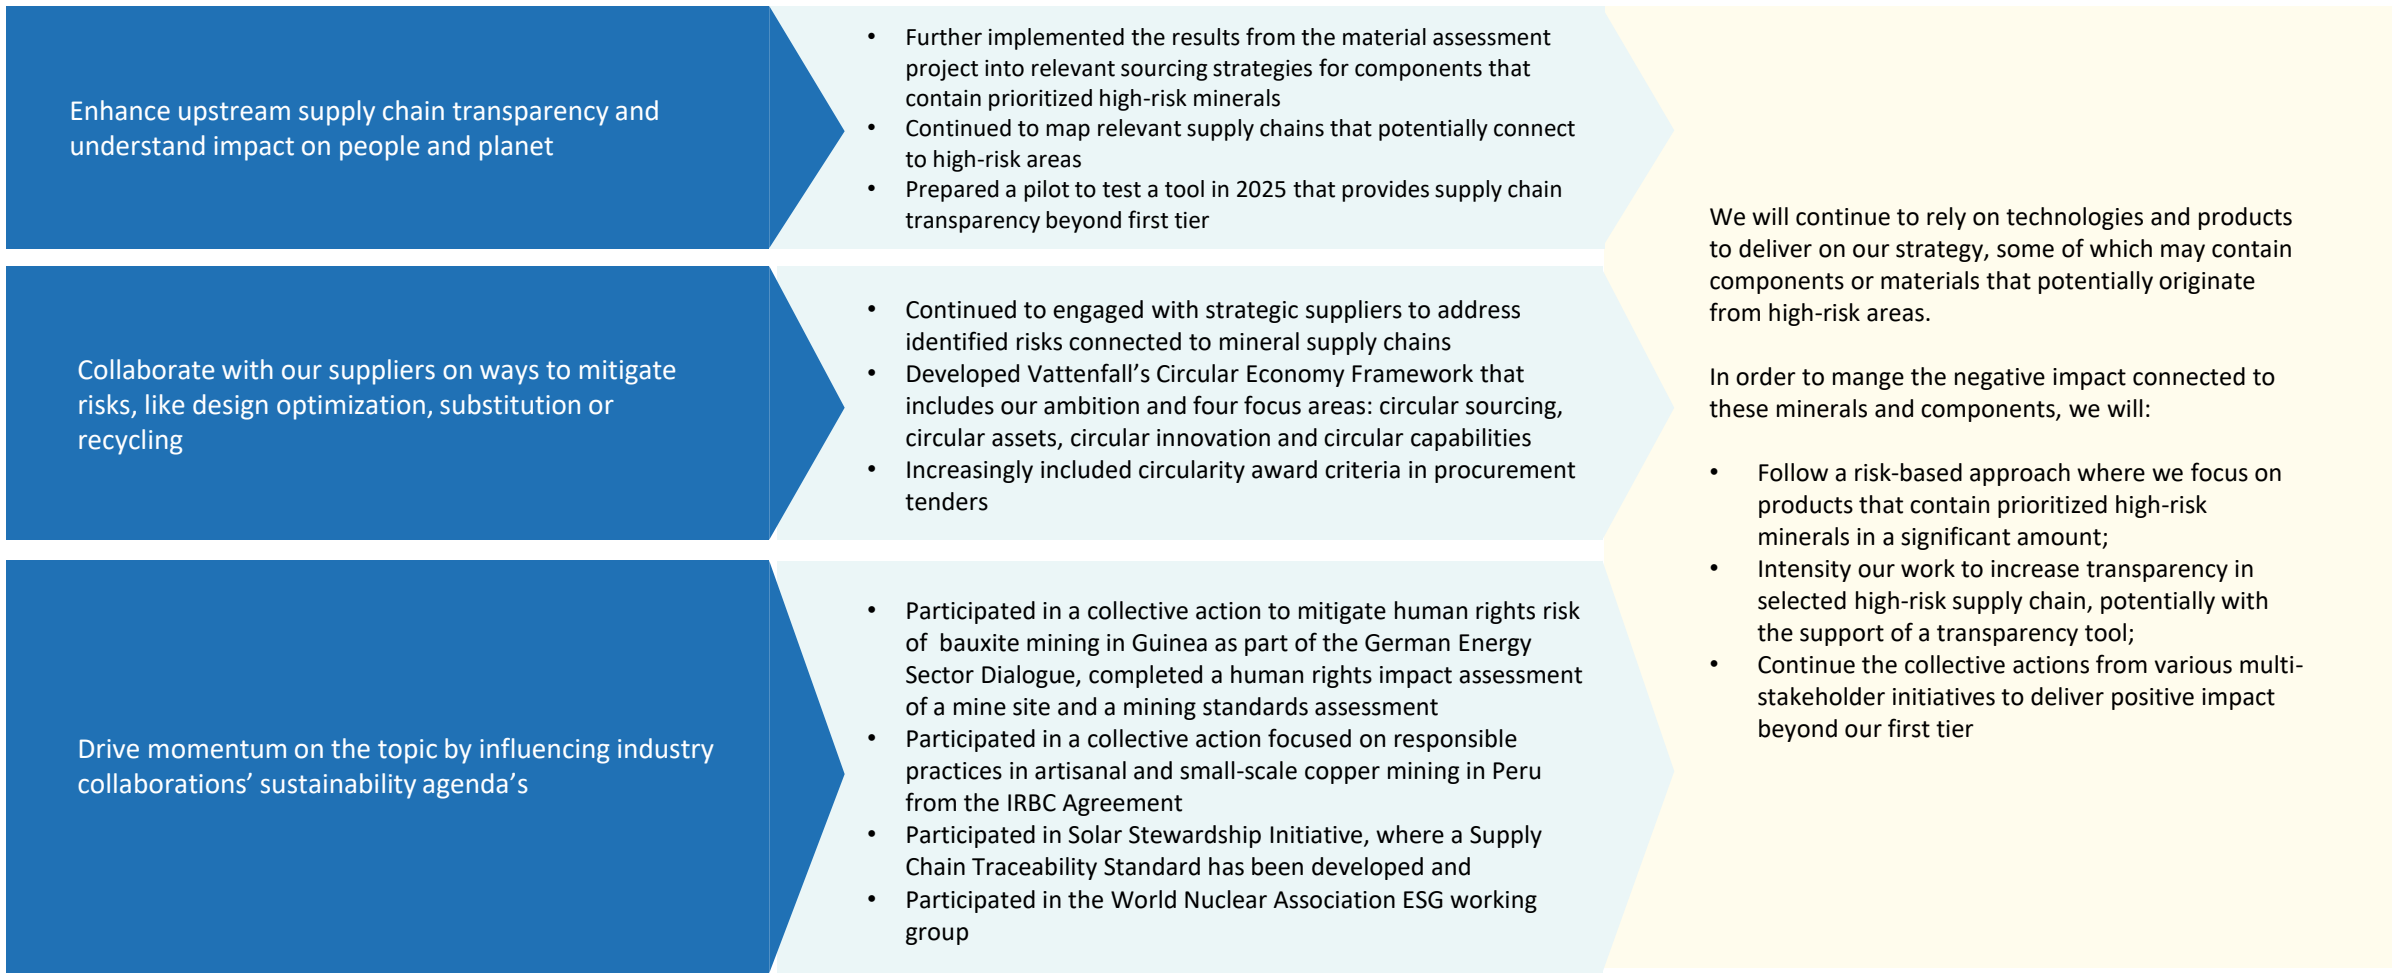 Enhance upstream supply chain transparency and
understand impact on people and planet
• Further implemented the results from the material assessment
project into relevant sourcing strategies for components that
contain prioritized high-risk minerals
• Continued to map relevant supply chains that potentially connect
to high-risk areas
• Prepared a pilot to test a tool in 2025 that provides supply chain
transparency beyond first tier
Collaborate with our suppliers on ways to mitigate
risks, like design optimization, substitution or
recycling
• Continued to engaged with strategic suppliers to address
identified risks connected to mineral supply chains
• Developed Vattenfall’s Circular Economy Framework that
includes our ambition and four focus areas: circular sourcing,
circular assets, circular innovation and circular capabilities
• Increasingly included circularity award criteria in procurement
tenders
Drive momentum on the topic by influencing industry
collaborations’ sustainability agenda’s
• Participated in a collective action to mitigate human rights risk
of bauxite mining in Guinea as part of the German Energy
Sector Dialogue, completed a human rights impact assessment
of a mine site and a mining standards assessment
• Participated in a collective action focused on responsible
practices in artisanal and small-scale copper mining in Peru
from the IRBC Agreement
• Participated in Solar Stewardship Initiative, where a Supply
Chain Traceability Standard has been developed and
• Participated in the World Nuclear Association ESG working
group
We will continue to rely on technologies and products
to deliver on our strategy, some of which may contain
components or materials that potentially originate
from high-risk areas.
In order to mange the negative impact connected to
these minerals and components, we will:
• Follow a risk-based approach where we focus on
products that contain prioritized high-risk
minerals in a significant amount;
• Intensity our work to increase transparency in
selected high-risk supply chain, potentially with
the support of a transparency tool;
• Continue the collective actions from various multi-
stakeholder initiatives to deliver positive impact
beyond our first tier